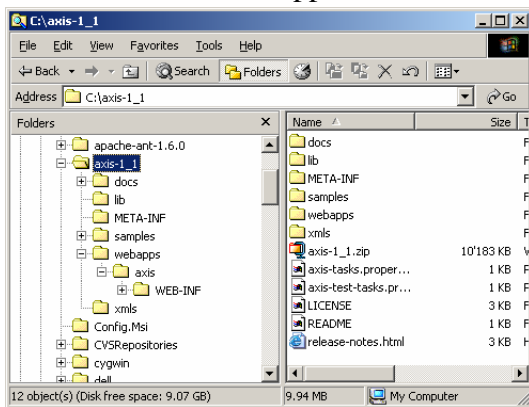 C:\axis-1_1
File Edit View Favorites Tools Help
Back Search Folders
Address C:\axis-1_1 Go
Folders
apache-ant-1.6.0
axis-1_1
docs
lib
META-INF
samples
webapps
axis
WEB-INF
xmls
Config.Msi
CVSRepositories
cygwin
dell
Name Size
docs
lib
META-INF
samples
webapps
xmls
axis-1_1.zip 10'183 KB
axis-tasks.proper... 1 KB
axis-test-tasks.pr... 1 KB
LICENSE 3 KB
README 1 KB
release-notes.html 3 KB
12 object(s) (Disk free space: 9.07 GB) 9.94 MB My Computer